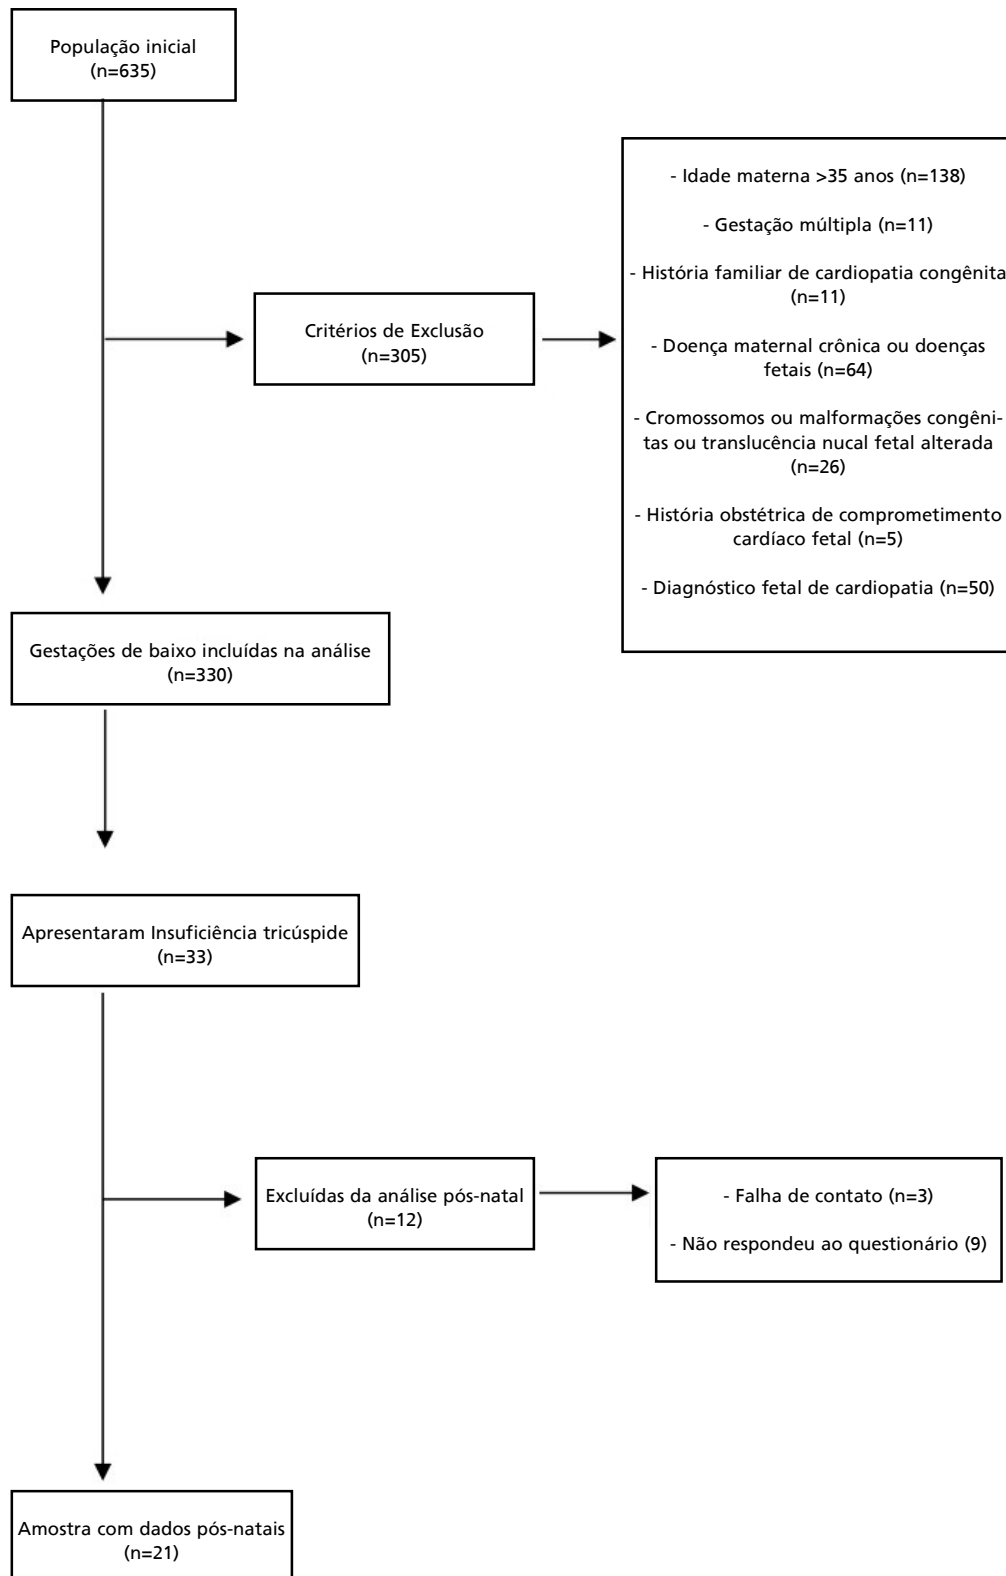 População inicial
(n=635)
- Idade materna >35 anos (n=138)
- Gestação múltipla (n=11)
- História familiar de cardiopatia congênita
(n=11)
- Doença maternal crônica ou doenças
fetais (n=64)
- Cromossomos ou malformações congêni-
tas ou translucência nucal fetal alterada
(n=26)
- História obstétrica de comprometimento
cardíaco fetal (n=5)
- Diagnóstico fetal de cardiopatia (n=50)
Critérios de Exclusão
(n=305)
Gestações de baixo incluídas na análise
(n=330)
Apresentaram Insuficiência tricúspide
(n=33)
Excluídas da análise pós-natal
(n=12)
- Falha de contato (n=3)
- Não respondeu ao questionário (9)
Amostra com dados pós-natais
(n=21)